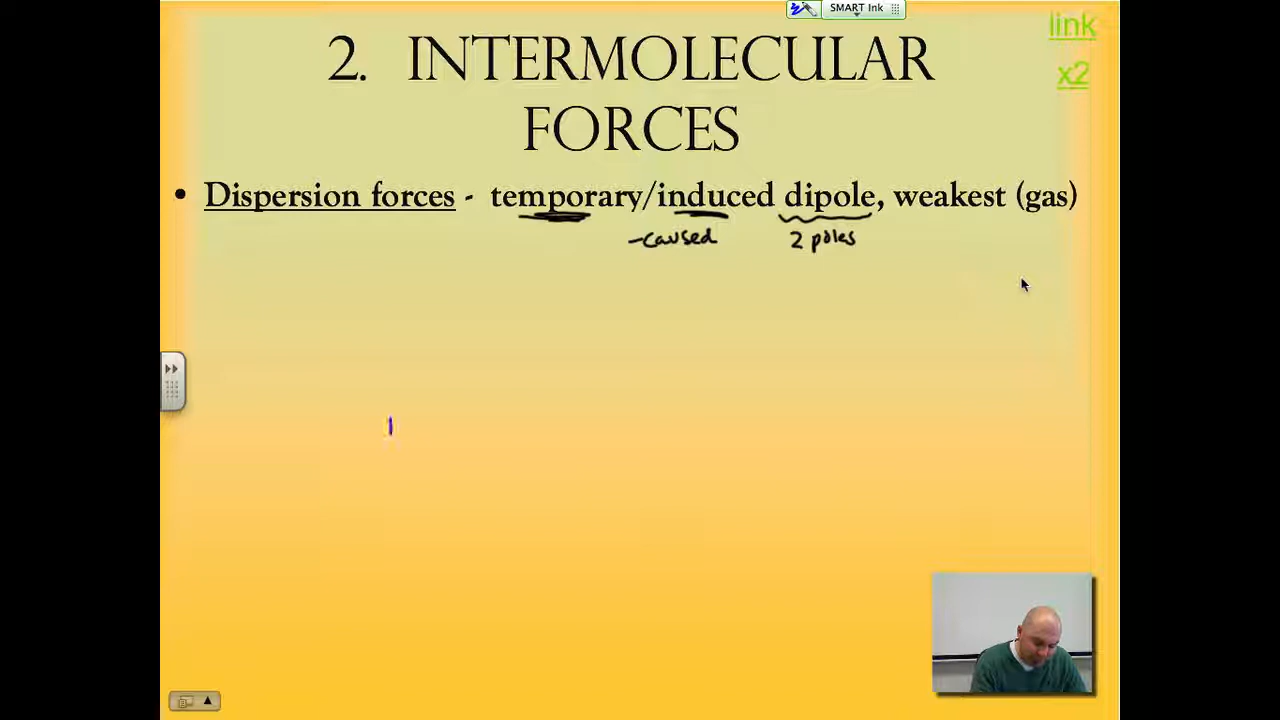 SMART Ink
link
x2
2. INTERMOLECULAR
FORCES
• Dispersion forces - temporary/induced dipole, weakest (gas)
-caused 2 poles